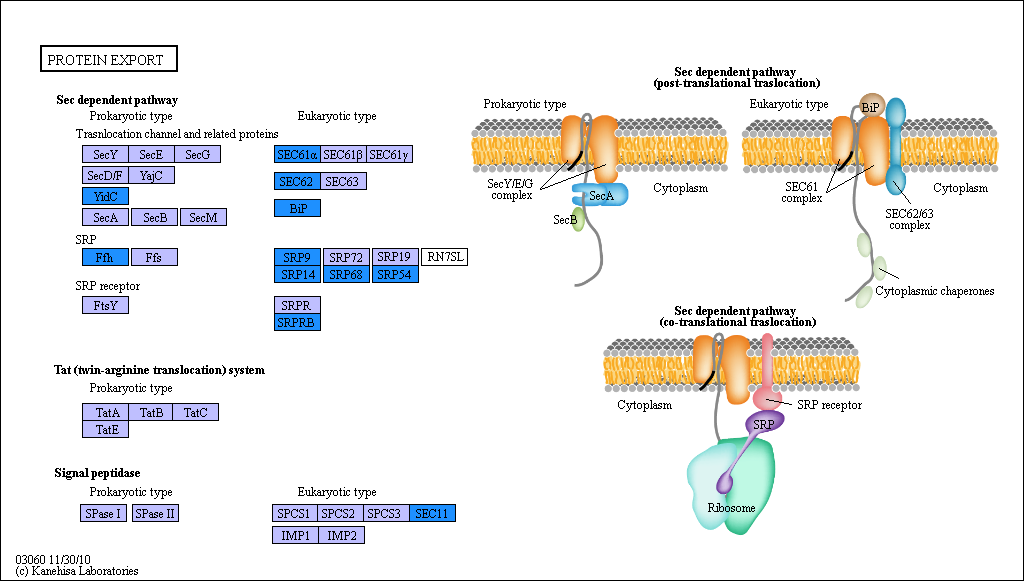 PROTEIN EXPORT
Sec dependent pathway
Prokaryotic type
Eukaryotic type
Trasnlocation channel and related proteins
SecY SecE SecG
SEC61α SEC61β SEC61γ
SecD/F YajC
SEC62 SEC63
YidC
BiP
SecA SecB SecM
SRP
Ffh Ffs
SRP9 SRP72 SRP19 RN7SL
SRP14 SRP68 SRP54
SRP receptor
FtsY
SRPR
SRPRB
Tat (twin-arginine translocation) system
Prokaryotic type
TatA TatB TatC
TatE
Signal peptidase
Prokaryotic type
Eukaryotic type
SPase I SPase II
SPCS1 SPCS2 SPCS3 SEC11
IMP1 IMP2
03060 11/30/10
(c) Kanehisa Laboratories
Sec dependent pathway
(post-translational traslocation)
Prokaryotic type
SecY/E/G
complex
SecA
SecB
Cytoplasm
Eukaryotic type
BiP
SEC61
complex
Cytoplasm
SEC62/63
complex
Cytoplasmic chaperones
Sec dependent pathway
(co-translational traslocation)
Cytoplasm
SRP receptor
SRP
Ribosome